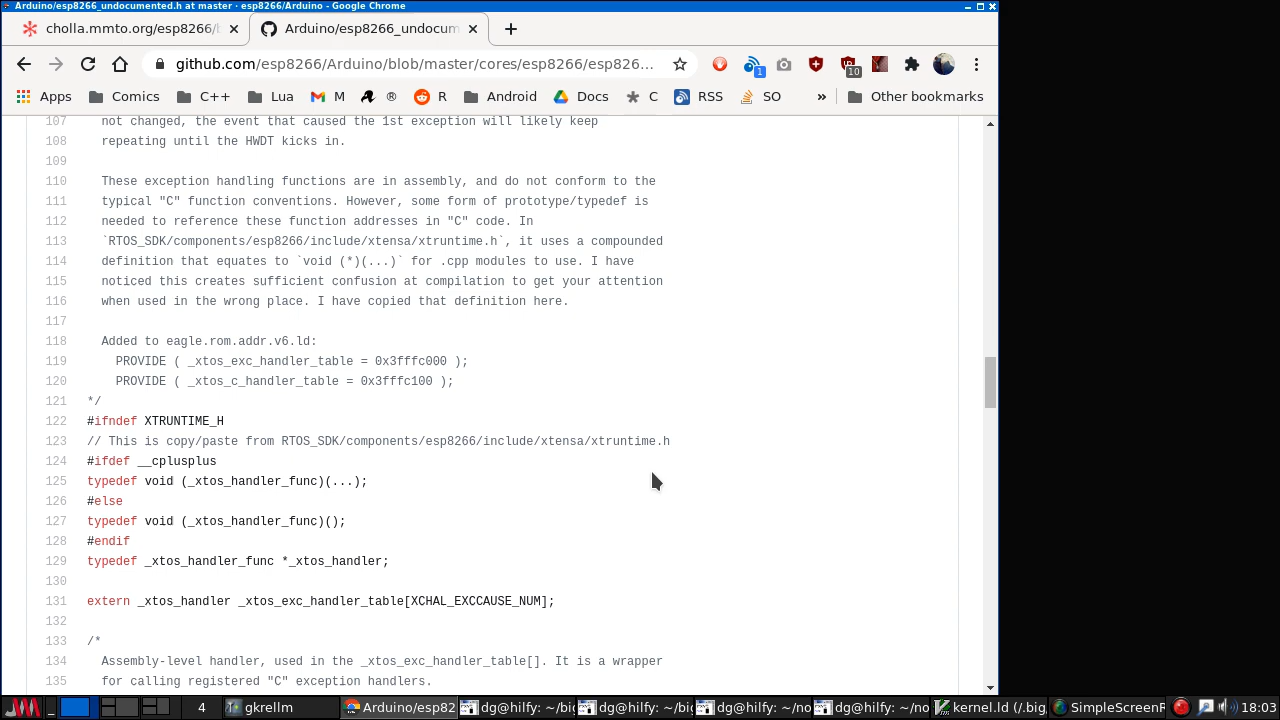 Arduino/esp8266_undocumented.h at master · esp8266/Arduino - Google Chrome
cholla.mmto.org/esp8266/
Arduino/esp8266_undocum
github.com/esp8266/Arduino/blob/master/cores/esp8266/esp826...
1
10
Apps Comics C++ Lua M ® R Android Docs C RSS SO » Other bookmarks
107 not changed, the event that caused the 1st exception will likely keep
108 repeating until the HWDT kicks in.
109
110 These exception handling functions are in assembly, and do not conform to the
111 typical "C" function conventions. However, some form of prototype/typedef is
112 needed to reference these function addresses in "C" code. In
113 `RTOS_SDK/components/esp8266/include/xtensa/xtruntime.h`, it uses a compounded
114 definition that equates to `void (*)(...)` for .cpp modules to use. I have
115 noticed this creates sufficient confusion at compilation to get your attention
116 when used in the wrong place. I have copied that definition here.
117
118 Added to eagle.rom.addr.v6.ld:
119 PROVIDE ( _xtos_exc_handler_table = 0x3fffc000 );
120 PROVIDE ( _xtos_c_handler_table = 0x3fffc100 );
121 */
122 #ifndef XTRUNTIME_H
123 // This is copy/paste from RTOS_SDK/components/esp8266/include/xtensa/xtruntime.h
124 #ifdef __cplusplus
125 typedef void (_xtos_handler_func)(...);
126 #else
127 typedef void (_xtos_handler_func)();
128 #endif
129 typedef _xtos_handler_func *_xtos_handler;
130
131 extern _xtos_handler _xtos_exc_handler_table[XCHAL_EXCCAUSE_NUM];
132
133 /*
134 Assembly-level handler, used in the _xtos_exc_handler_table[]. It is a wrapper
135 for calling registered "C" exception handlers.
4 gkrellm Arduino/esp82 dg@hilfy: ~/big dg@hilfy: ~/big dg@hilfy: ~/no dg@hilfy: ~/no kernel.ld (/.big SimpleScreenR 18:03